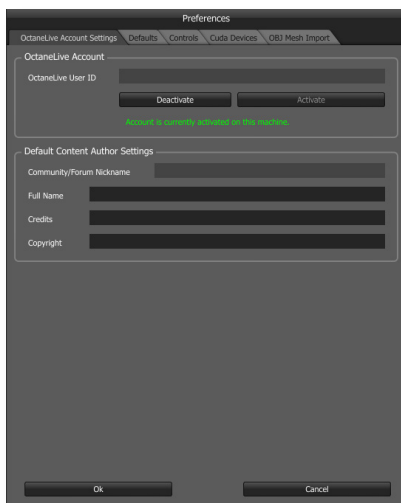 Preferences
OctaneLive Account Settings Defaults Controls Cuda Devices OBJ Mesh Import
OctaneLive Account
OctaneLive User ID
Deactivate Activate
Account is currently activated on this machine.
Default Content Author Settings
Community/Forum Nickname
Full Name
Credits
Copyright
Ok Cancel